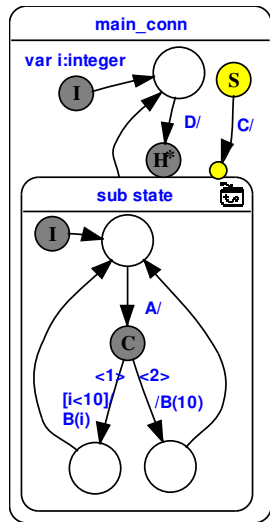 main_conn
var i:integer
I
S
D/
C/
H*
sub state
I
A/
C
<1> <2>
[i<10]
B(i)
/B(10)